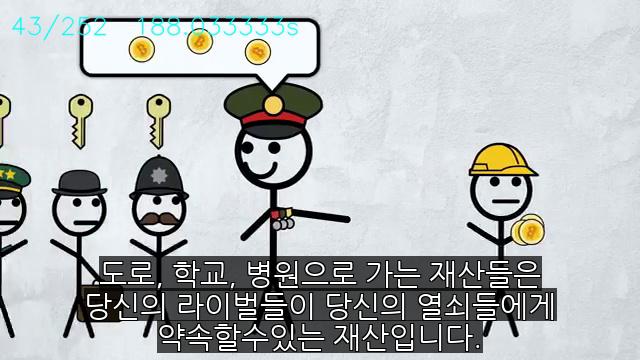 43/252 188.033333s
도로, 학교, 병원으로 가는 재산들은
당신의 라이벌들이 당신의 열쇠들에게
약속할수있는 재산입니다.